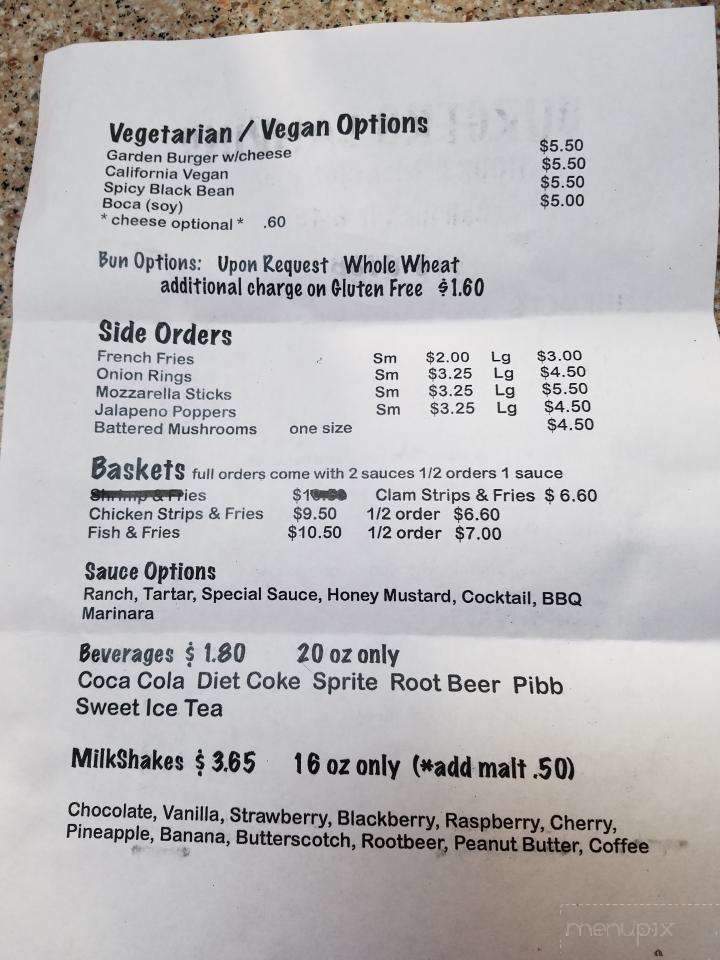 Vegetarian / Vegan Options
Garden Burger w/cheese $5.50
California Vegan $5.50
Spicy Black Bean $5.50
Boca (soy) $5.00
* cheese optional * .60
Bun Options: Upon Request Whole Wheat
additional charge on Gluten Free $1.60
Side Orders
French Fries Sm $2.00 Lg $3.00
Onion Rings Sm $3.25 Lg $4.50
Mozzarella Sticks Sm $3.25 Lg $5.50
Jalapeno Poppers Sm $3.25 Lg $4.50
Battered Mushrooms one size $4.50
Baskets full orders come with 2 sauces 1/2 orders 1 sauce
Shrimp & Fries Clam Strips & Fries $ 6.60
Chicken Strips & Fries $9.50 1/2 order $6.60
Fish & Fries $10.50 1/2 order $7.00
Sauce Options
Ranch, Tartar, Special Sauce, Honey Mustard, Cocktail, BBQ
Marinara
Beverages $ 1.80 20 oz only
Coca Cola Diet Coke Sprite Root Beer Pibb
Sweet Ice Tea
MilkShakes $ 3.65 16 oz only (*add malt .50)
Chocolate, Vanilla, Strawberry, Blackberry, Raspberry, Cherry,
Pineapple, Banana, Butterscotch, Rootbeer, Peanut Butter, Coffee
menupix